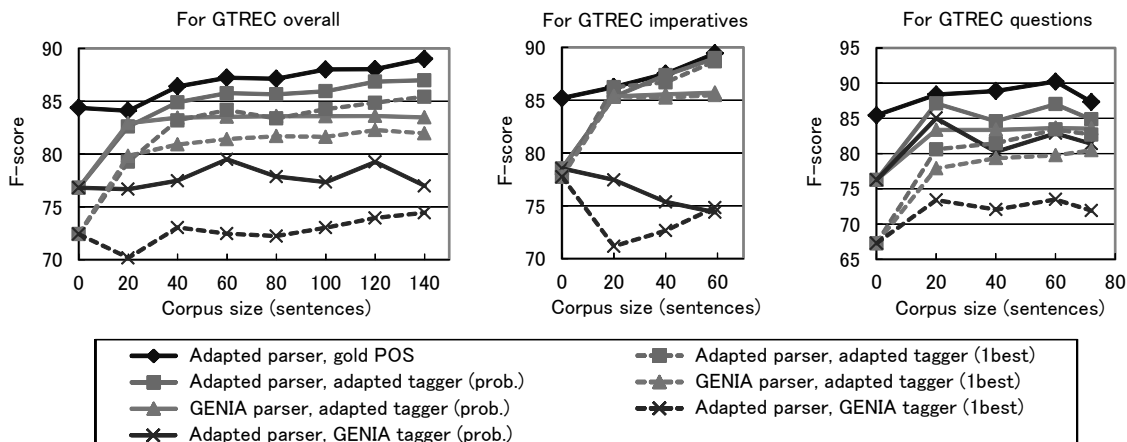 For GTREC overall
For GTREC imperatives
For GTREC questions
F-score
90
85
80
75
70
0 20 40 60 80 100 120 140
Corpus size (sentences)
F-score
90
85
80
75
70
0 20 40 60
Corpus size (sentences)
F-score
95
90
85
80
75
70
65
0 20 40 60 80
Corpus size (sentences)
Adapted parser, gold POS
Adapted parser, adapted tagger (prob.)
GENIA parser, adapted tagger (prob.)
Adapted parser, GENIA tagger (prob.)
Adapted parser, adapted tagger (1best)
GENIA parser, adapted tagger (1best)
Adapted parser, GENIA tagger (1best)